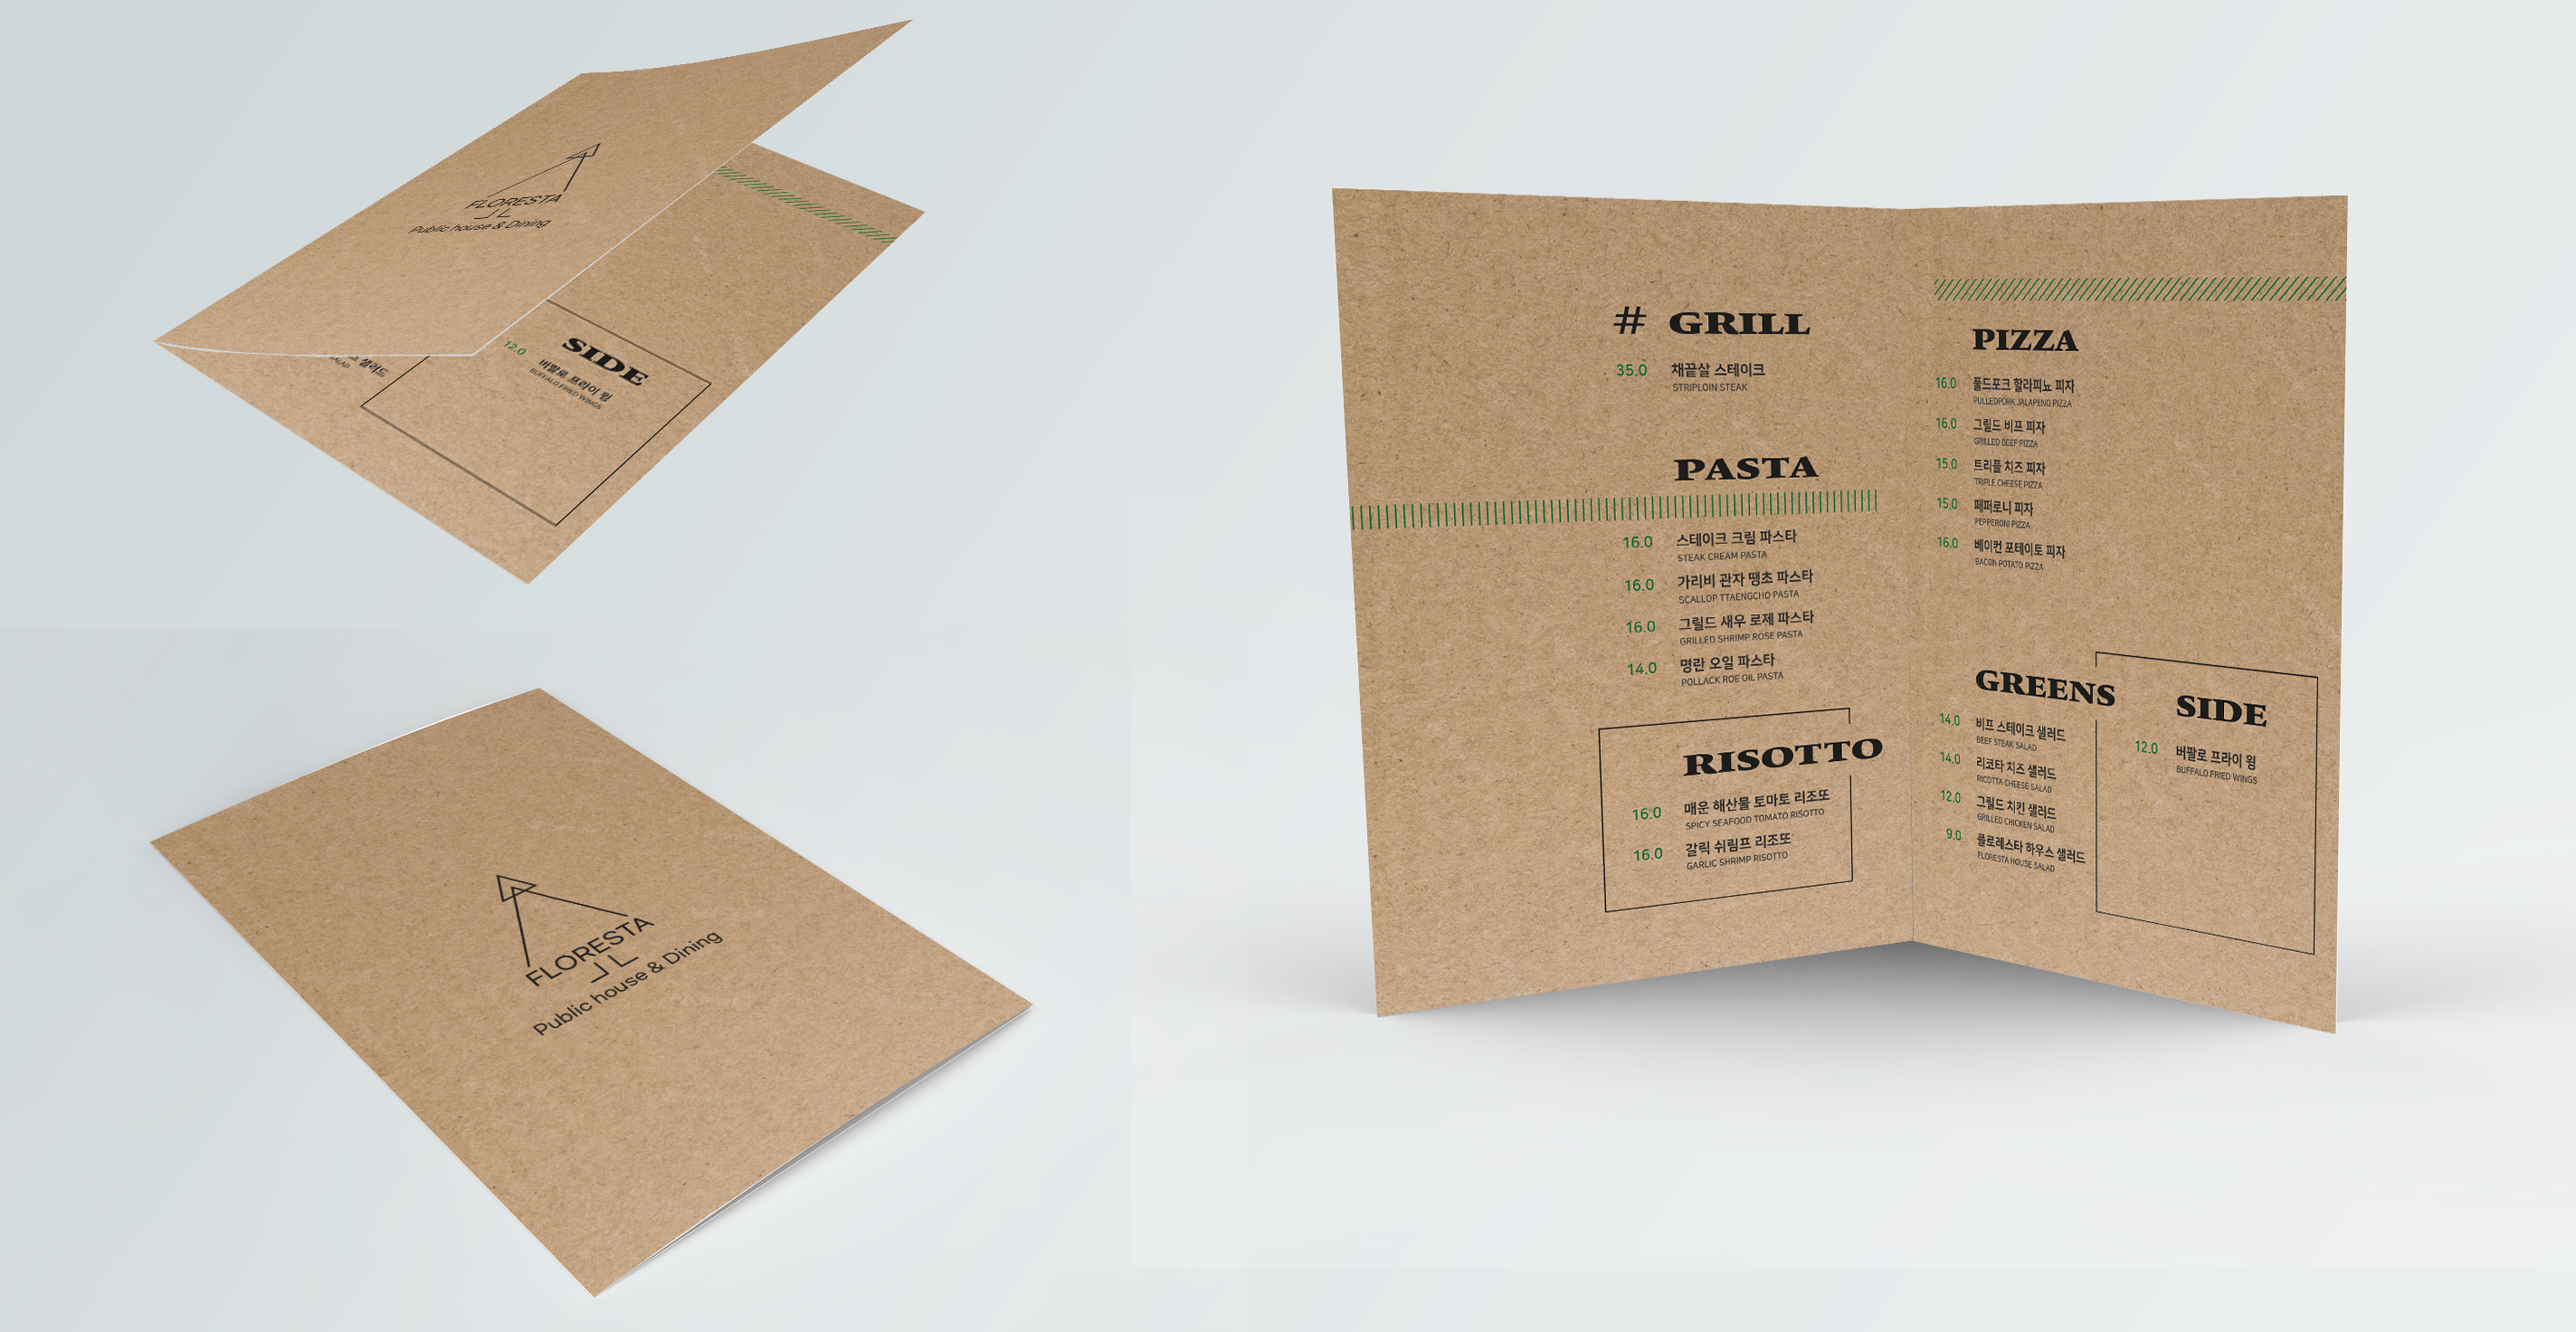 FLORESTA
Public house & Dining
샐러드
SALAD
SIDE
12.0 버팔로 프라이 윙
BUFFALO FRIED WINGS
FLORESTA
Public house & Dining
# GRILL
35.0 채끝살 스테이크
STRIPLOIN STEAK
PASTA
16.0 스테이크 크림 파스타
STEAK CREAM PASTA
16.0 가리비 관자 땡초 파스타
SCALLOP TTAENGCHO PASTA
16.0 그릴드 새우 로제 파스타
GRILLED SHRIMP ROSE PASTA
14.0 명란 오일 파스타
POLLACK ROE OIL PASTA
RISOTTO
16.0 매운 해산물 토마토 리조또
SPICY SEAFOOD TOMATO RISOTTO
16.0 갈릭 쉬림프 리조또
GARLIC SHRIMP RISOTTO
PIZZA
16.0 풀드포크 할라피뇨 피자
PULLEDPORK JALAPENO PIZZA
16.0 그릴드 비프 피자
GRILLED BEEF PIZZA
15.0 트리플 치즈 피자
TRIPLE CHEESE PIZZA
15.0 페퍼로니 피자
PEPPERONI PIZZA
16.0 베이컨 포테이토 피자
BACON POTATO PIZZA
GREENS
14.0 비프 스테이크 샐러드
BEEF STEAK SALAD
14.0 리코타 치즈 샐러드
RICOTTA CHEESE SALAD
12.0 그릴드 치킨 샐러드
GRILLED CHICKEN SALAD
9.0 플로레스타 하우스 샐러드
FLORESTA HOUSE SALAD
SIDE
12.0 버팔로 프라이 윙
BUFFALO FRIED WINGS